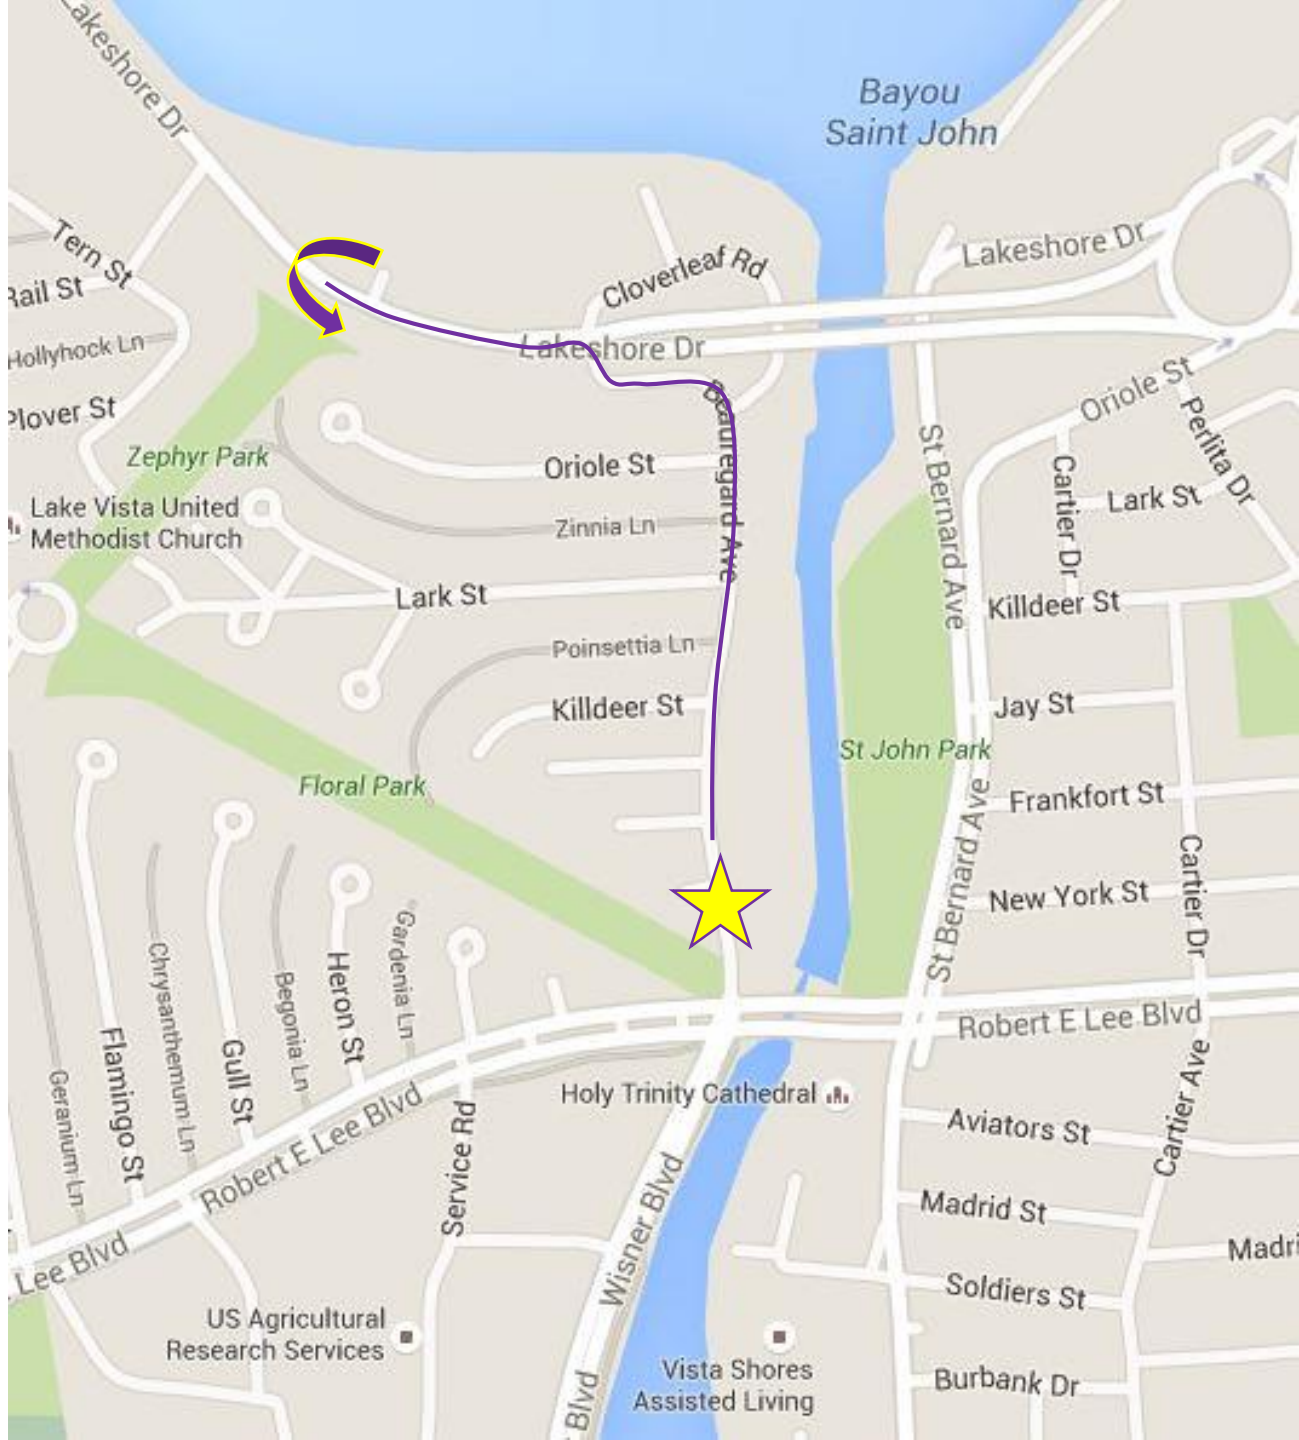 Lakeshore Dr
Bayou
Saint John
Tern St
Rail St
Cloverleaf Rd
Lakeshore Dr
Hollyhock Ln
Lakeshore Dr
Plover St
Beauregard Ave
Oriole St
Perlita Dr
Zephyr Park
Oriole St
St Bernard Ave
Cartier Dr
Lark St
Lake Vista United
Methodist Church
Zinnia Ln
Lark St
Killdeer St
Poinsettia Ln
Killdeer St
Jay St
St John Park
Floral Park
Frankfort St
St Bernard Ave
Cartier Dr
New York St
Chrysanthemum Ln
Heron St
Gardenia Ln
Begonia Ln
Flamingo St
Gull St
Geranium Ln
Robert E Lee Blvd
Robert E Lee Blvd
Holy Trinity Cathedral
Cartier Ave
Aviators St
Service Rd
Wisner Blvd
Madrid St
Lee Blvd
Madri
Soldiers St
US Agricultural
Research Services
Vista Shores
Assisted Living
Burbank Dr
r Blvd